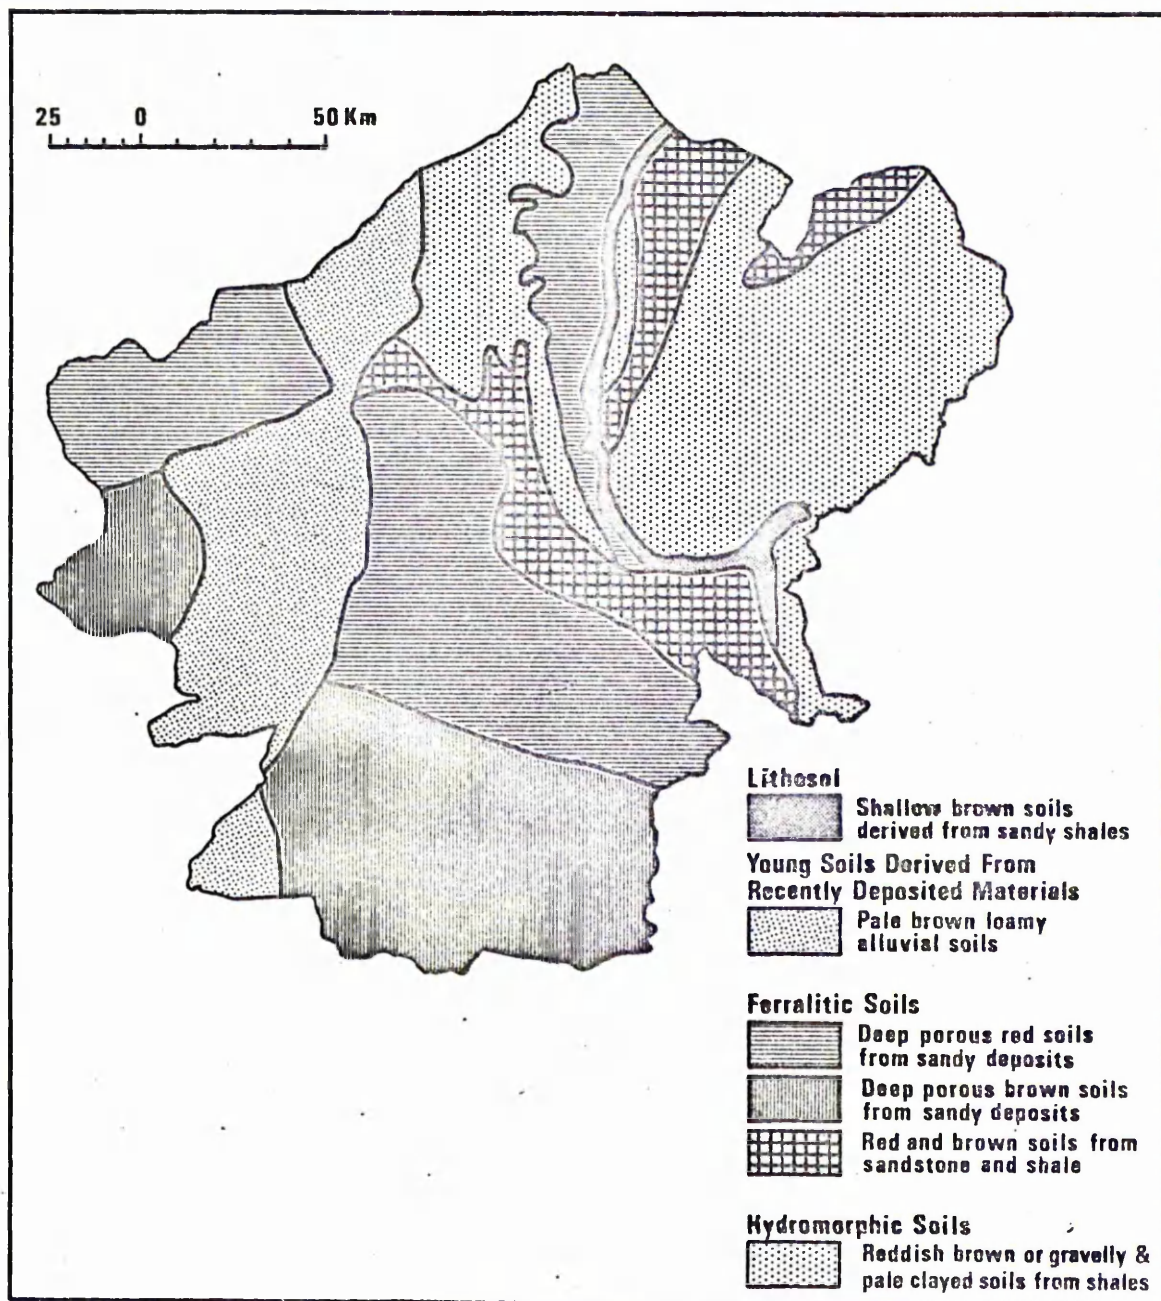 25 0 50 Km
Lithosol
Shallow brown soils
derived from sandy shales
Young Soils Derived From
Recently Deposited Materials
Pale brown loamy
alluvial soils
Ferralitic Soils
Deep porous red soils
from sandy deposits
Deep porous brown soils
from sandy deposits
Red and brown soils from
sandstone and shale
Hydromorphic Soils
Reddish brown or gravelly &
pale clayed soils from shales